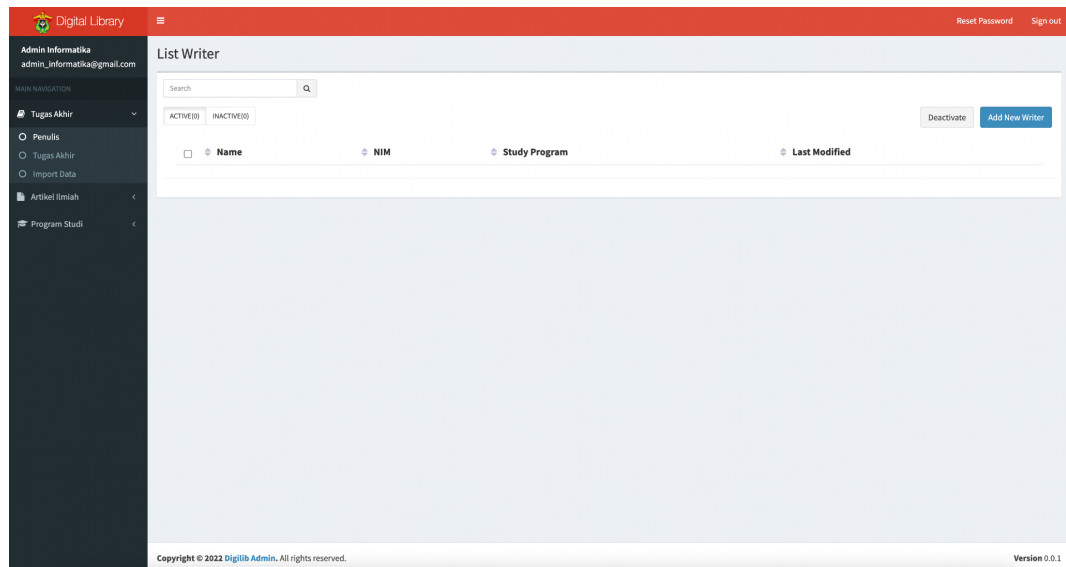 Digital Library
Reset Password Sign out
Admin Informatika
admin_informatika@gmail.com
MAIN NAVIGATION
Tugas Akhir
Penulis
Tugas Akhir
Import Data
Artikel Ilmiah
Program Studi
List Writer
Search
ACTIVE(0) INACTIVE(0)
Deactivate Add New Writer
Name NIM Study Program Last Modified
Copyright © 2022 Digilib Admin. All rights reserved.
Version 0.0.1